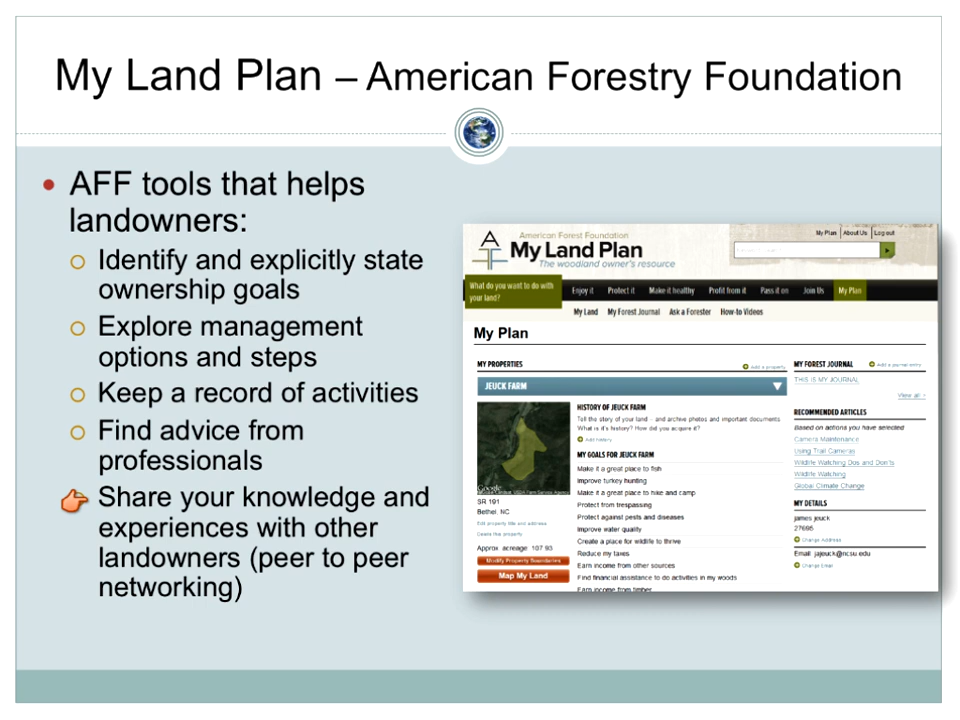 My Land Plan – American Forestry Foundation
AFF tools that helps
landowners:
Identify and explicitly state
ownership goals
Explore management
options and steps
Keep a record of activities
Find advice from
professionals
Share your knowledge and
experiences with other
landowners (peer to peer
networking)
American Forest Foundation
My Land Plan
The woodland owner's resource
My Plan
About Us
Log out
What do you want to do with
your land?
Enjoy it
Protect it
Make it healthy
Profit from it
Pass it on
Join Us
My Plan
My Land
My Forest Journal
Ask a Forester
How-to Videos
My Plan
MY PROPERTIES
Add a property
JEUCK FARM
Google
SR 191
Bethel, NC
Edit property title and address
Delete this property
Approx. acreage 107.93
Modify Property Boundaries
Map My Land
HISTORY OF JEUCK FARM
Tell the story of your land – and archive photos and important documents.
What is it's history? How did you acquire it?
Add history
MY GOALS FOR JEUCK FARM
Make it a great place to fish
Improve turkey hunting
Make it a great place to hike and camp
Protect from trespassing
Protect against pests and diseases
Improve water quality
Create a place for wildlife to thrive
Reduce my taxes
Earn income from other sources
Find financial assistance to do activities in my woods
Earn income from timber
MY FOREST JOURNAL
Add a journal entry
THIS IS MY JOURNAL
View all
RECOMMENDED ARTICLES
Based on actions you have selected
Camera Maintenance
Using Trail Cameras
Wildlife Watching Dos and Don'ts
Wildlife Watching
Global Climate Change
MY DETAILS
james jeuck
27695
Change Address
Email: jajeuck@ncsu.edu
Change Email